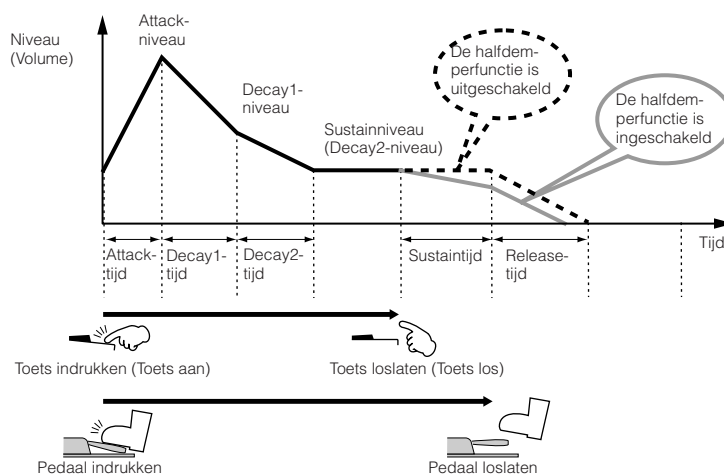 Attack-
niveau
Niveau
(Volume)
Decay1-
niveau
Sustainniveau
(Decay2-niveau)
De
halfdem-
perfunctie is
uitgeschakeld
De
halfdem-
perfunctie is
ingeschakeld
Tijd
Attack-
tijd
Decay1-
tijd
Decay2-
tijd
Sustaintijd
Release-
tijd
Toets indrukken (Toets aan)
Toets loslaten (Toets los)
Pedaal indrukken
Pedaal loslaten